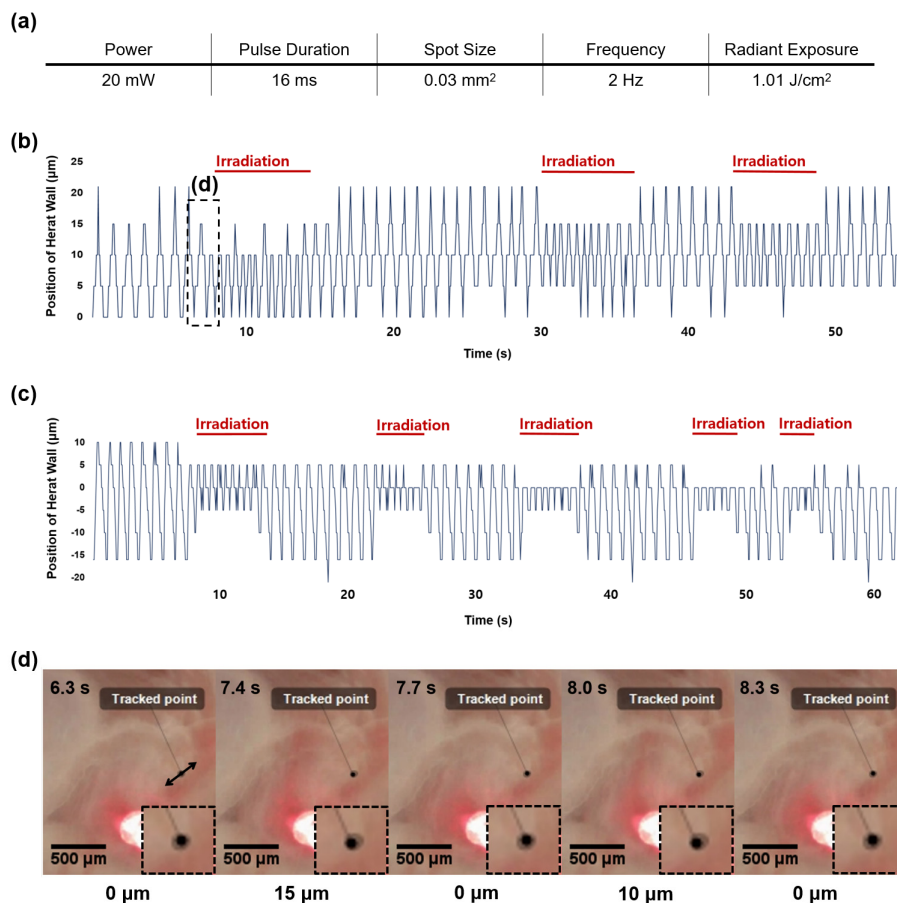 (a)
Power Pulse Duration Spot Size Frequency Radiant Exposure
20 mW 16 ms 0.03 mm² 2 Hz 1.01 J/cm²
(b)
Irradiation Irradiation Irradiation
(d)
Position of Herat Wall (µm)
25
20
15
10
5
0
10 20 30 40 50
Time (s)
(c)
Irradiation Irradiation Irradiation Irradiation Irradiation
Position of Herat Wall (µm)
10
5
0
-5
-10
-15
-20
10 20 30 40 50 60
Time (s)
(d)
6.3 s 7.4 s 7.7 s 8.0 s 8.3 s
Tracked point Tracked point Tracked point Tracked point Tracked point
500 µm 500 µm 500 µm 500 µm 500 µm
0 µm 15 µm 0 µm 10 µm 0 µm